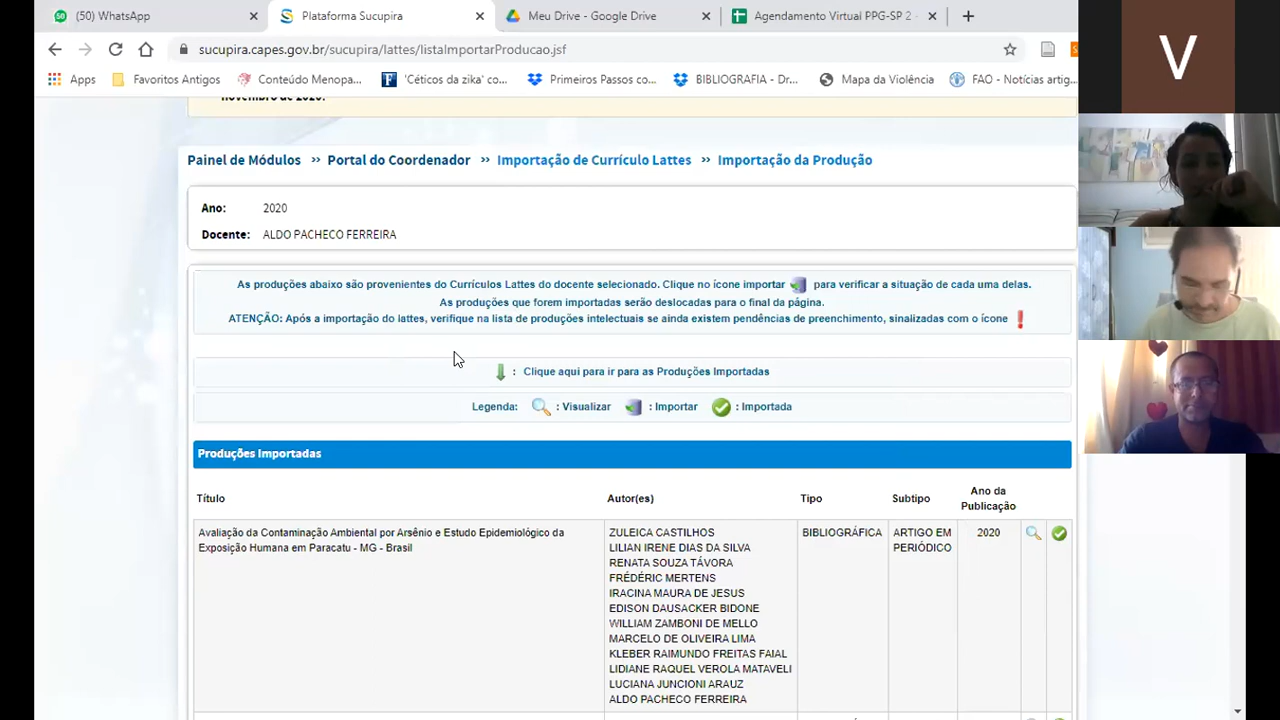 (50) WhatsApp
Plataforma Sucupira
Meu Drive - Google Drive
Agendamento Virtual PPG-SP 2 -
sucupira.capes.gov.br/sucupira/lattes/listaImportarProducao.jsf
Apps
Favoritos Antigos
Conteúdo Menopa...
'Céticos da zika' co...
Primeiros Passos co...
BIBLIOGRAFIA - Dr...
Mapa da Violência
FAO - Notícias artig...
V
novembro de 2020.
Painel de Módulos » Portal do Coordenador » Importação de Currículo Lattes » Importação da Produção
Ano: 2020
Docente: ALDO PACHECO FERREIRA
As produções abaixo são provenientes do Currículos Lattes do docente selecionado. Clique no ícone importar para verificar a situação de cada uma delas.
As produções que forem importadas serão deslocadas para o final da página.
ATENÇÃO: Após a importação do lattes, verifique na lista de produções intelectuais se ainda existem pendências de preenchimento, sinalizadas com o ícone
: Clique aqui para ir para as Produções Importadas
Legenda: : Visualizar : Importar : Importada
Produções Importadas
Título Autor(es) Tipo Subtipo Ano da Publicação
Avaliação da Contaminação Ambiental por Arsênio e Estudo Epidemiológico da
Exposição Humana em Paracatu - MG - Brasil
ZULEICA CASTILHOS
LILIAN IRENE DIAS DA SILVA
RENATA SOUZA TÁVORA
FRÉDÉRIC MERTENS
IRACINA MAURA DE JESUS
EDISON DAUSACKER BIDONE
WILLIAM ZAMBONI DE MELLO
MARCELO DE OLIVEIRA LIMA
KLEBER RAIMUNDO FREITAS FAIAL
LIDIANE RAQUEL VEROLA MATAVELI
LUCIANA JUNCIONI ARAUZ
ALDO PACHECO FERREIRA
BIBLIOGRÁFICA
ARTIGO EM
PERIÓDICO
2020